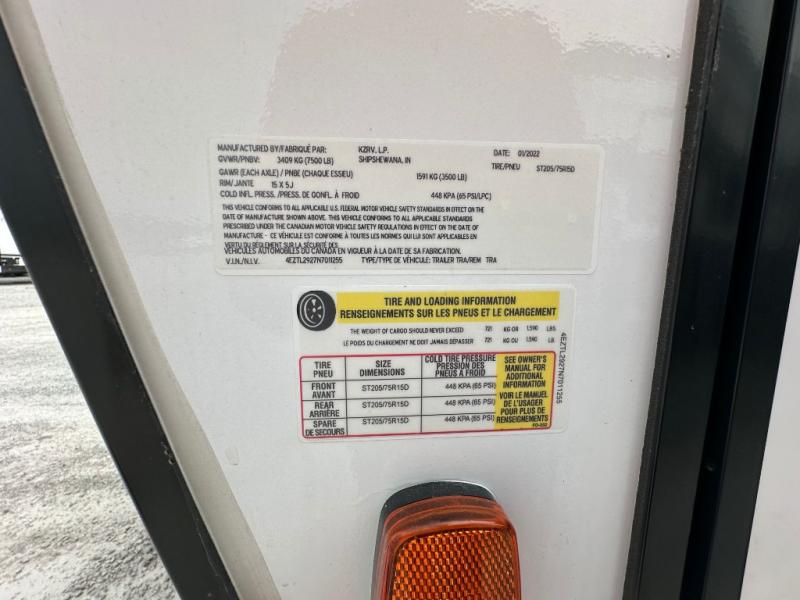 MANUFACTURED BY/FABRIQUÉ PAR: KZRV, L.P. DATE: 01/2022
GVWR/PNBV: 3409 KG (7500 LB) SHIPSHEWANA, IN TIRE/PNEU ST205/75R15D
GAWR (EACH AXLE) / PNBE (CHAQUE ESSIEU) 1591 KG (3500 LB)
RIM/JANTE 15 X 5J
COLD INFL. PRESS. /PRESS. DE GONFL. À FROID 448 KPA (65 PSI/LPC)
THIS VEHICLE CONFORMS TO ALL APPLICABLE U.S. FEDERAL MOTOR VEHICLE SAFETY STANDARDS IN EFFECT ON THE
DATE OF MANUFACTURE SHOWN ABOVE. THIS VEHICLE CONFORMS TO ALL APPLICABLE STANDARDS
PRESCRIBED UNDER THE CANADIAN MOTOR VEHICLE SAFETY REGULATIONS IN EFFECT ON THE DATE OF
MANUFACTURE - CE VÉHICULE EST CONFORME À TOUTES LES NORMES QUI LUI SONT APPLICABLES EN
VERTU DU RÈGLEMENT SUR LA SÉCURITÉ DES
VÉHICULES AUTOMOBILES DU CANADA EN VIGUEUR À LA DATE DE SA FABRICATION.
V.I.N./N.I.V. 4EZTL2927N7011255 TYPE/TYPE DE VÉHICULE: TRAILER TRA/REM TRA
TIRE AND LOADING INFORMATION
RENSEIGNEMENTS SUR LES PNEUS ET LE CHARGEMENT
THE WEIGHT OF CARGO SHOULD NEVER EXCEED 721 KG OR 1,590 LBS.
LE POIDS DU CHARGEMENT NE DOIT JAMAIS DÉPASSER 721 KG OU 1,590 LB.
TIRE SIZE COLD TIRE PRESSURE
PNEU DIMENSIONS PRESSION DES
PNEUS A FROID
FRONT
AVANT ST205/75R15D 448 KPA (65 PSI)
REAR
ARRIÈRE ST205/75R15D 448 KPA (65 PSI)
SPARE
DE SECOURS ST205/75R15D 448 KPA (65 PSI)
SEE OWNER'S
MANUAL FOR
ADDITIONAL
INFORMATION
VOIR LE MANUEL
DE L'USAGER
POUR PLUS DE
RENSEIGNEMENTS
4EZTL2927N7011255